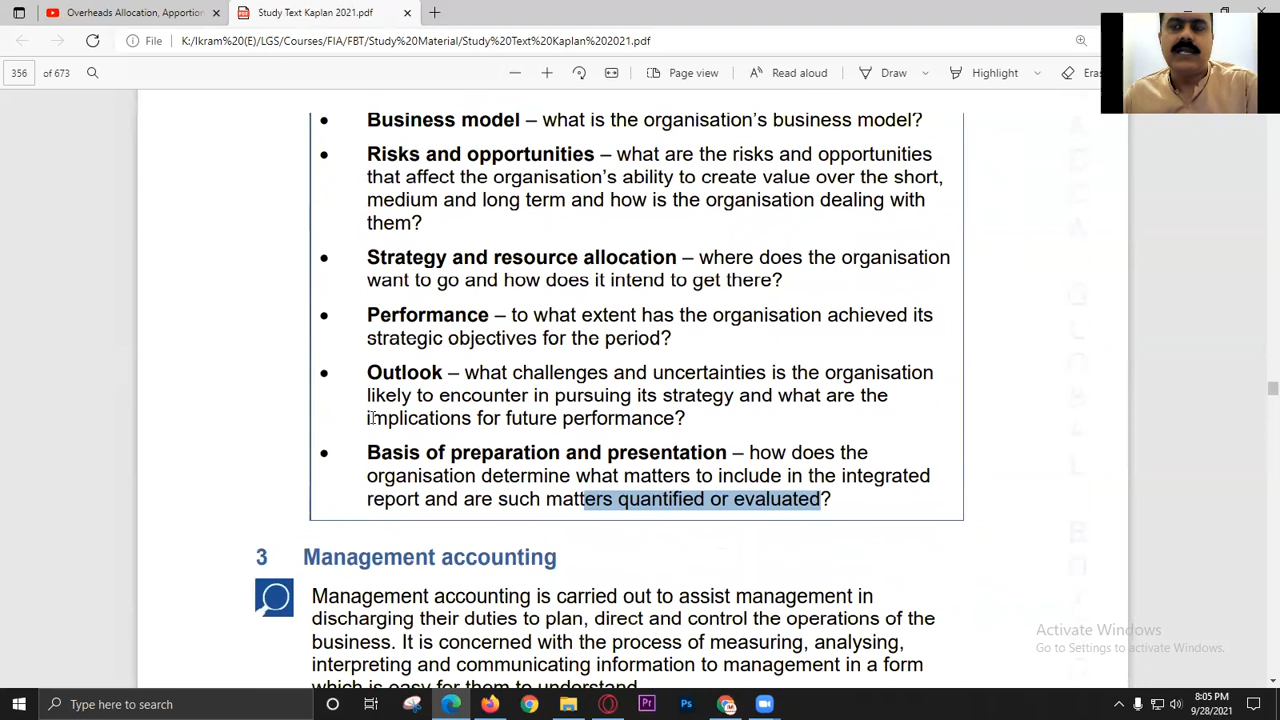 Overheads Allocation, Apportion
Study Text Kaplan 2021.pdf
File
K:/Ikram%20(E)/LGS/Courses/FIA/FBT/Study%20Material/Study%20Text%20Kaplan%202021.pdf
356 of 673
Page view
Read aloud
Draw
Highlight
Eras
• Business model – what is the organisation's business model?
• Risks and opportunities – what are the risks and opportunities
that affect the organisation's ability to create value over the short,
medium and long term and how is the organisation dealing with
them?
• Strategy and resource allocation – where does the organisation
want to go and how does it intend to get there?
• Performance – to what extent has the organisation achieved its
strategic objectives for the period?
• Outlook – what challenges and uncertainties is the organisation
likely to encounter in pursuing its strategy and what are the
implications for future performance?
• Basis of preparation and presentation – how does the
organisation determine what matters to include in the integrated
report and are such matters quantified or evaluated?
3 Management accounting
Management accounting is carried out to assist management in
discharging their duties to plan, direct and control the operations of the
business. It is concerned with the process of measuring, analysing,
interpreting and communicating information to management in a form
which is easy for them to understand.
Activate Windows
Go to Settings to activate Windows.
Type here to search
8:05 PM
9/28/2021